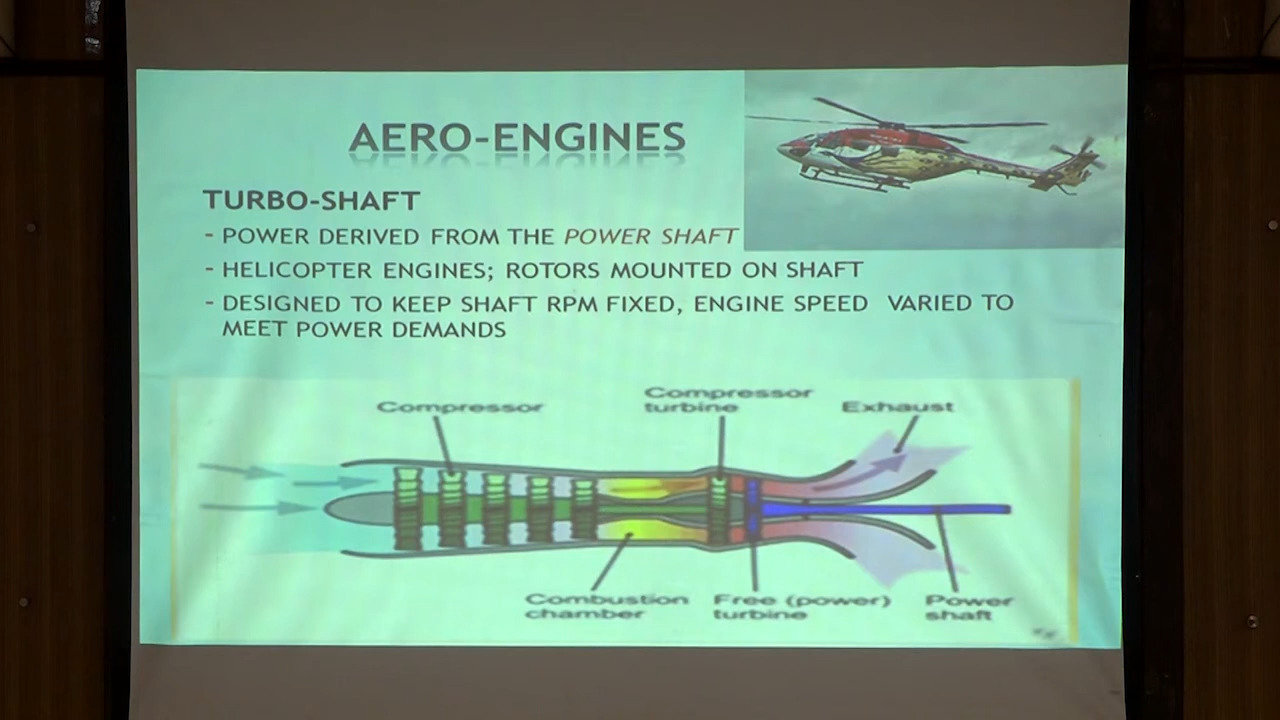 AERO-ENGINES
TURBO-SHAFT
- POWER DERIVED FROM THE POWER SHAFT
- HELICOPTER ENGINES; ROTORS MOUNTED ON SHAFT
- DESIGNED TO KEEP SHAFT RPM FIXED, ENGINE SPEED VARIED TO
MEET POWER DEMANDS
Compressor
Compressor
turbine
Exhaust
Combustion
chamber
Free (power)
turbine
Power
shaft